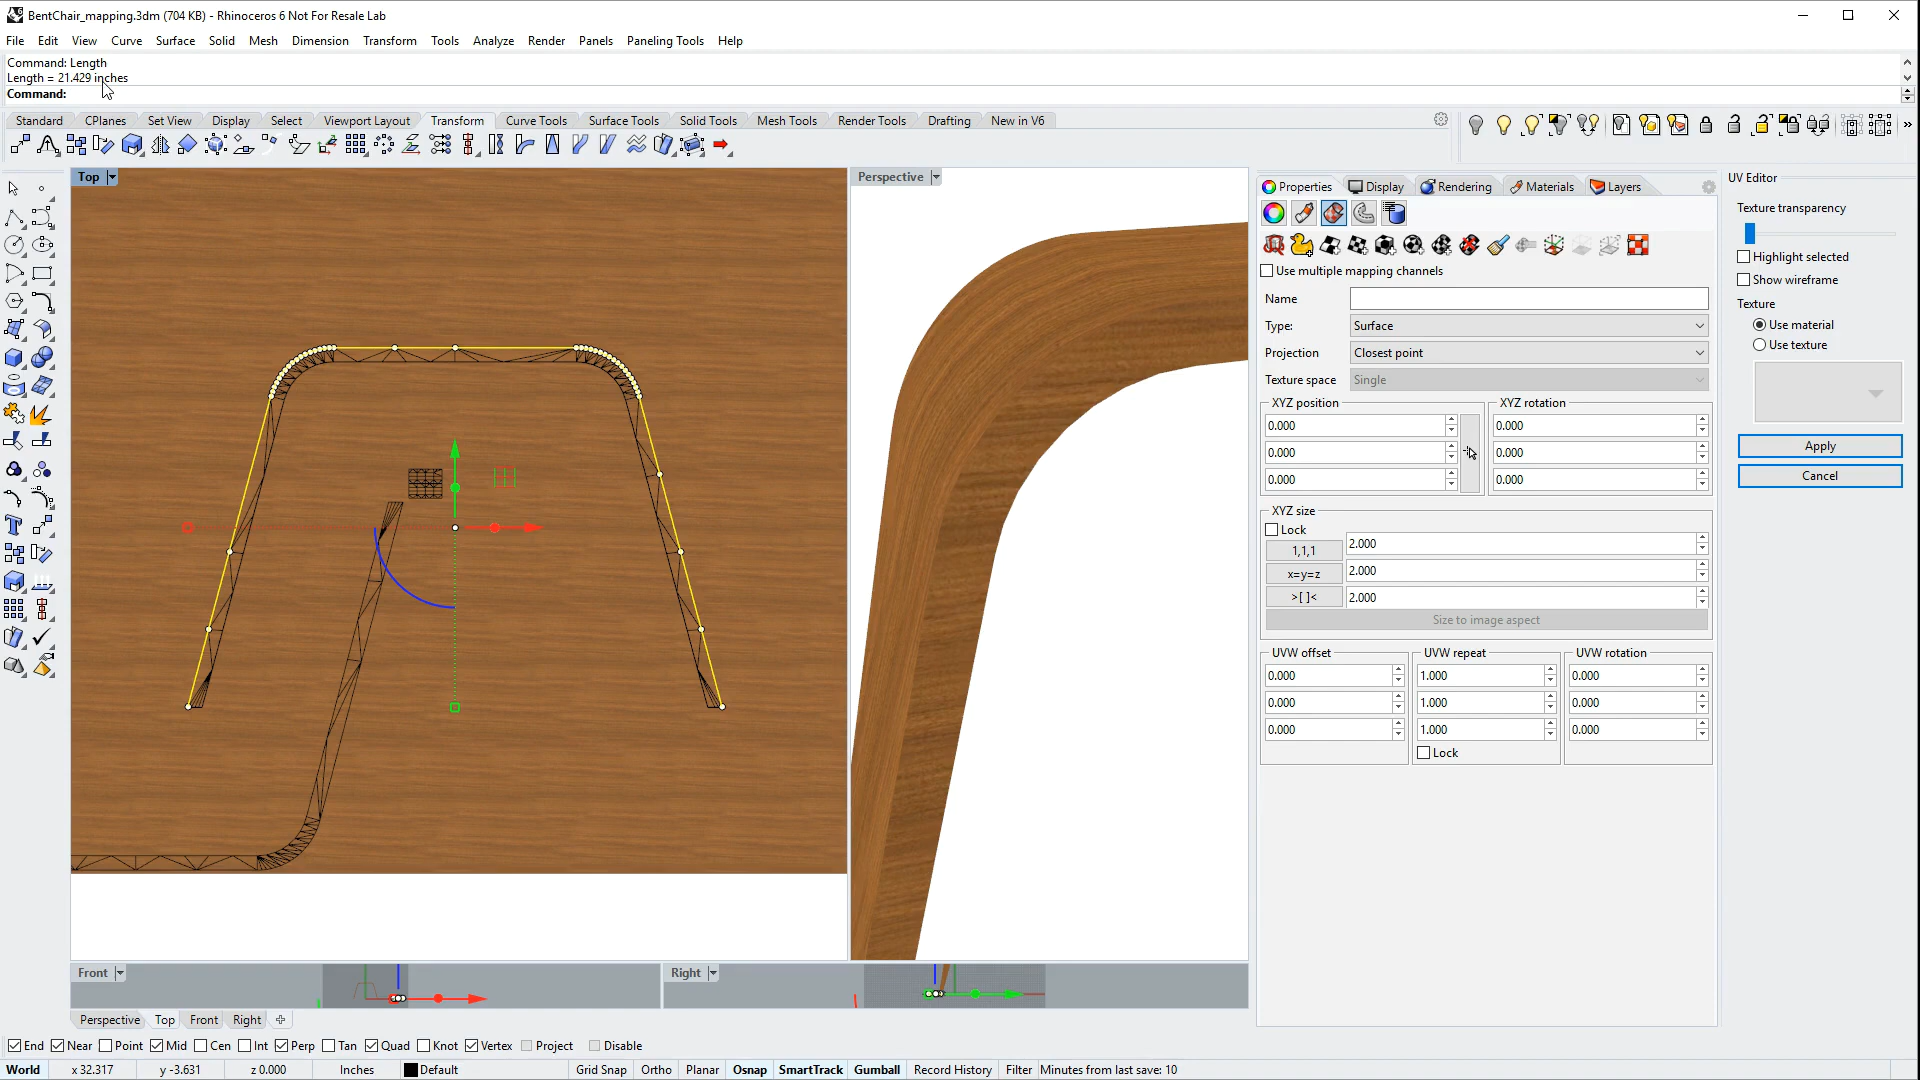 BentChair_mapping.3dm (704 KB) - Rhinoceros 6 Not For Resale Lab
File Edit View Curve Surface Solid Mesh Dimension Transform Tools Analyze Render Panels Paneling Tools Help
Command: Length
Length = 21.429 inches
Command:
Standard CPlanes Set View Display Select Viewport Layout Transform Curve Tools Surface Tools Solid Tools Mesh Tools Render Tools Drafting New in V6
Top
Perspective
Properties Display Rendering Materials Layers
Use multiple mapping channels
Name
Type: Surface
Projection Closest point
Texture space Single
XYZ position XYZ rotation
0.000 0.000
0.000 0.000
0.000 0.000
XYZ size
Lock
1,1,1 2.000
x=y=z 2.000
>[ ]< 2.000
Size to image aspect
UVW offset UVW repeat UVW rotation
0.000 1.000 0.000
0.000 1.000 0.000
0.000 1.000 0.000
Lock
UV Editor
Texture transparency
Highlight selected
Show wireframe
Texture
Use material
Use texture
Apply
Cancel
Front
Right
Perspective Top Front Right
End Near Point Mid Cen Int Perp Tan Quad Knot Vertex Project Disable
World x 32.317 y -3.631 z 0.000 Inches Default Grid Snap Ortho Planar Osnap SmartTrack Gumball Record History Filter Minutes from last save: 10